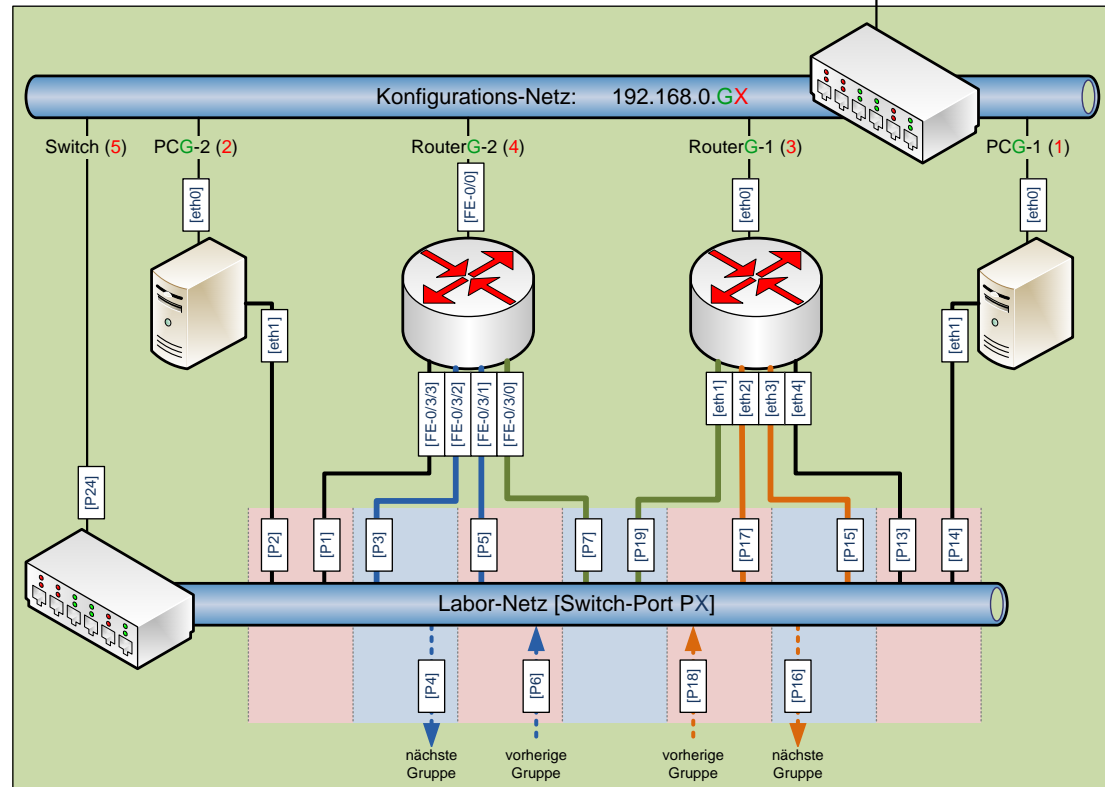 Konfigurations-Netz: 192.168.0.GX
Switch (5)
PCG-2 (2)
RouterG-2 (4)
RouterG-1 (3)
PCG-1 (1)
[eth0]
[FE-0/0]
[eth0]
[eth0]
[eth1]
[eth1]
[FE-0/3/3]
[FE-0/3/2]
[FE-0/3/1]
[FE-0/3/0]
[eth1]
[eth2]
[eth3]
[eth4]
[P24]
[P2]
[P1]
[P3]
[P5]
[P7]
[P19]
[P17]
[P15]
[P13]
[P14]
Labor-Netz [Switch-Port PX]
[P4]
[P6]
[P18]
[P16]
nächste
Gruppe
vorherige
Gruppe
vorherige
Gruppe
nächste
Gruppe